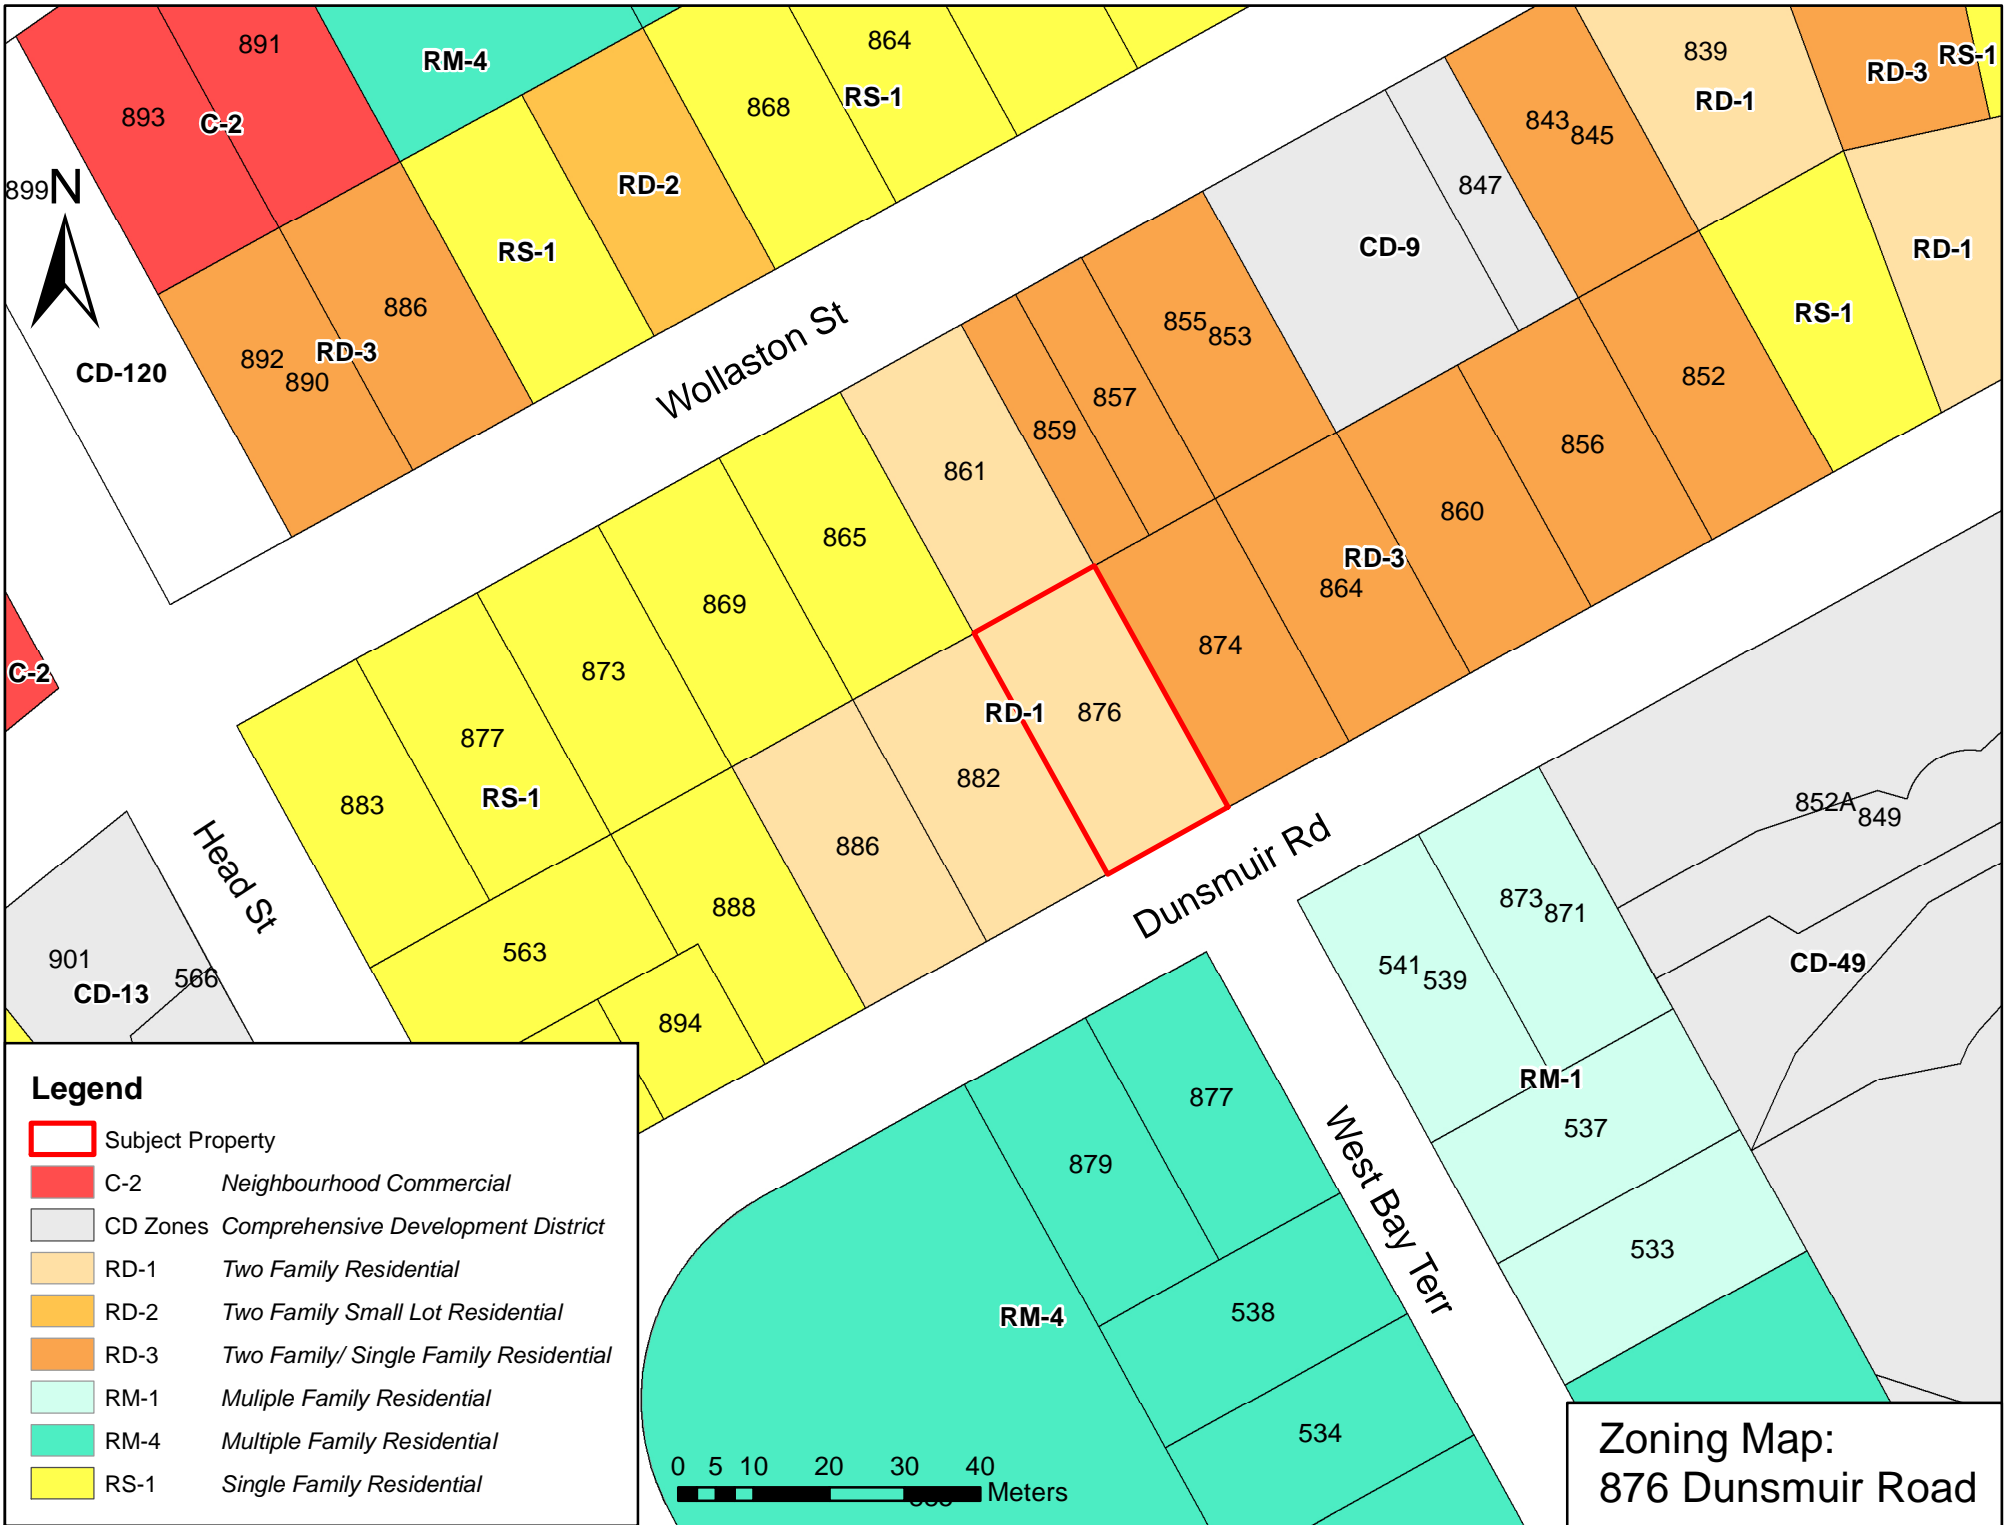 891
864
839
RM-4
RD-3
RS-1
893
C-2
868
RS-1
RD-1
843
845
899
N
RD-2
847
RS-1
CD-9
RD-1
886
855
853
RS-1
892
890
RD-3
CD-120
Wollaston St
857
859
852
856
861
865
860
RD-3
864
869
874
873
C-2
RD-1
876
877
882
RS-1
883
852A
849
886
Head St
Dunsmuir Rd
888
873
871
563
901
566
CD-13
541
539
CD-49
894
RM-1
877
537
879
West Bay Terr
533
538
RM-4
534
Legend
Subject Property
C-2 Neighbourhood Commercial
CD Zones Comprehensive Development District
RD-1 Two Family Residential
RD-2 Two Family Small Lot Residential
RD-3 Two Family/ Single Family Residential
RM-1 Muliple Family Residential
RM-4 Multiple Family Residential
RS-1 Single Family Residential
0 5 10 20 30 40
Meters
Zoning Map:
876 Dunsmuir Road